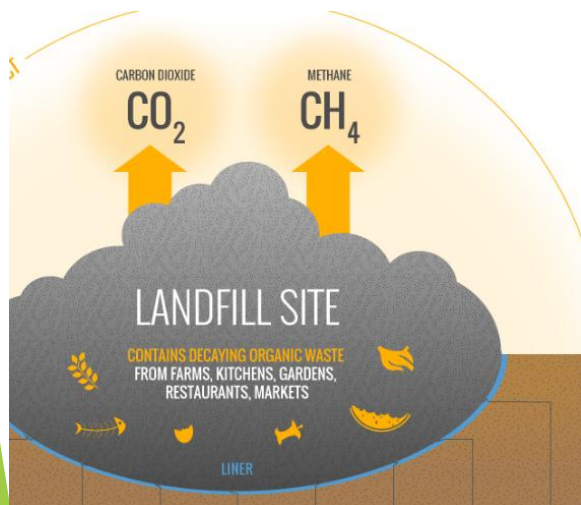 CARBON DIOXIDE
CO₂
METHANE
CH₄
LANDFILL SITE
CONTAINS DECAYING ORGANIC WASTE
FROM FARMS, KITCHENS, GARDENS,
RESTAURANTS, MARKETS
LINER